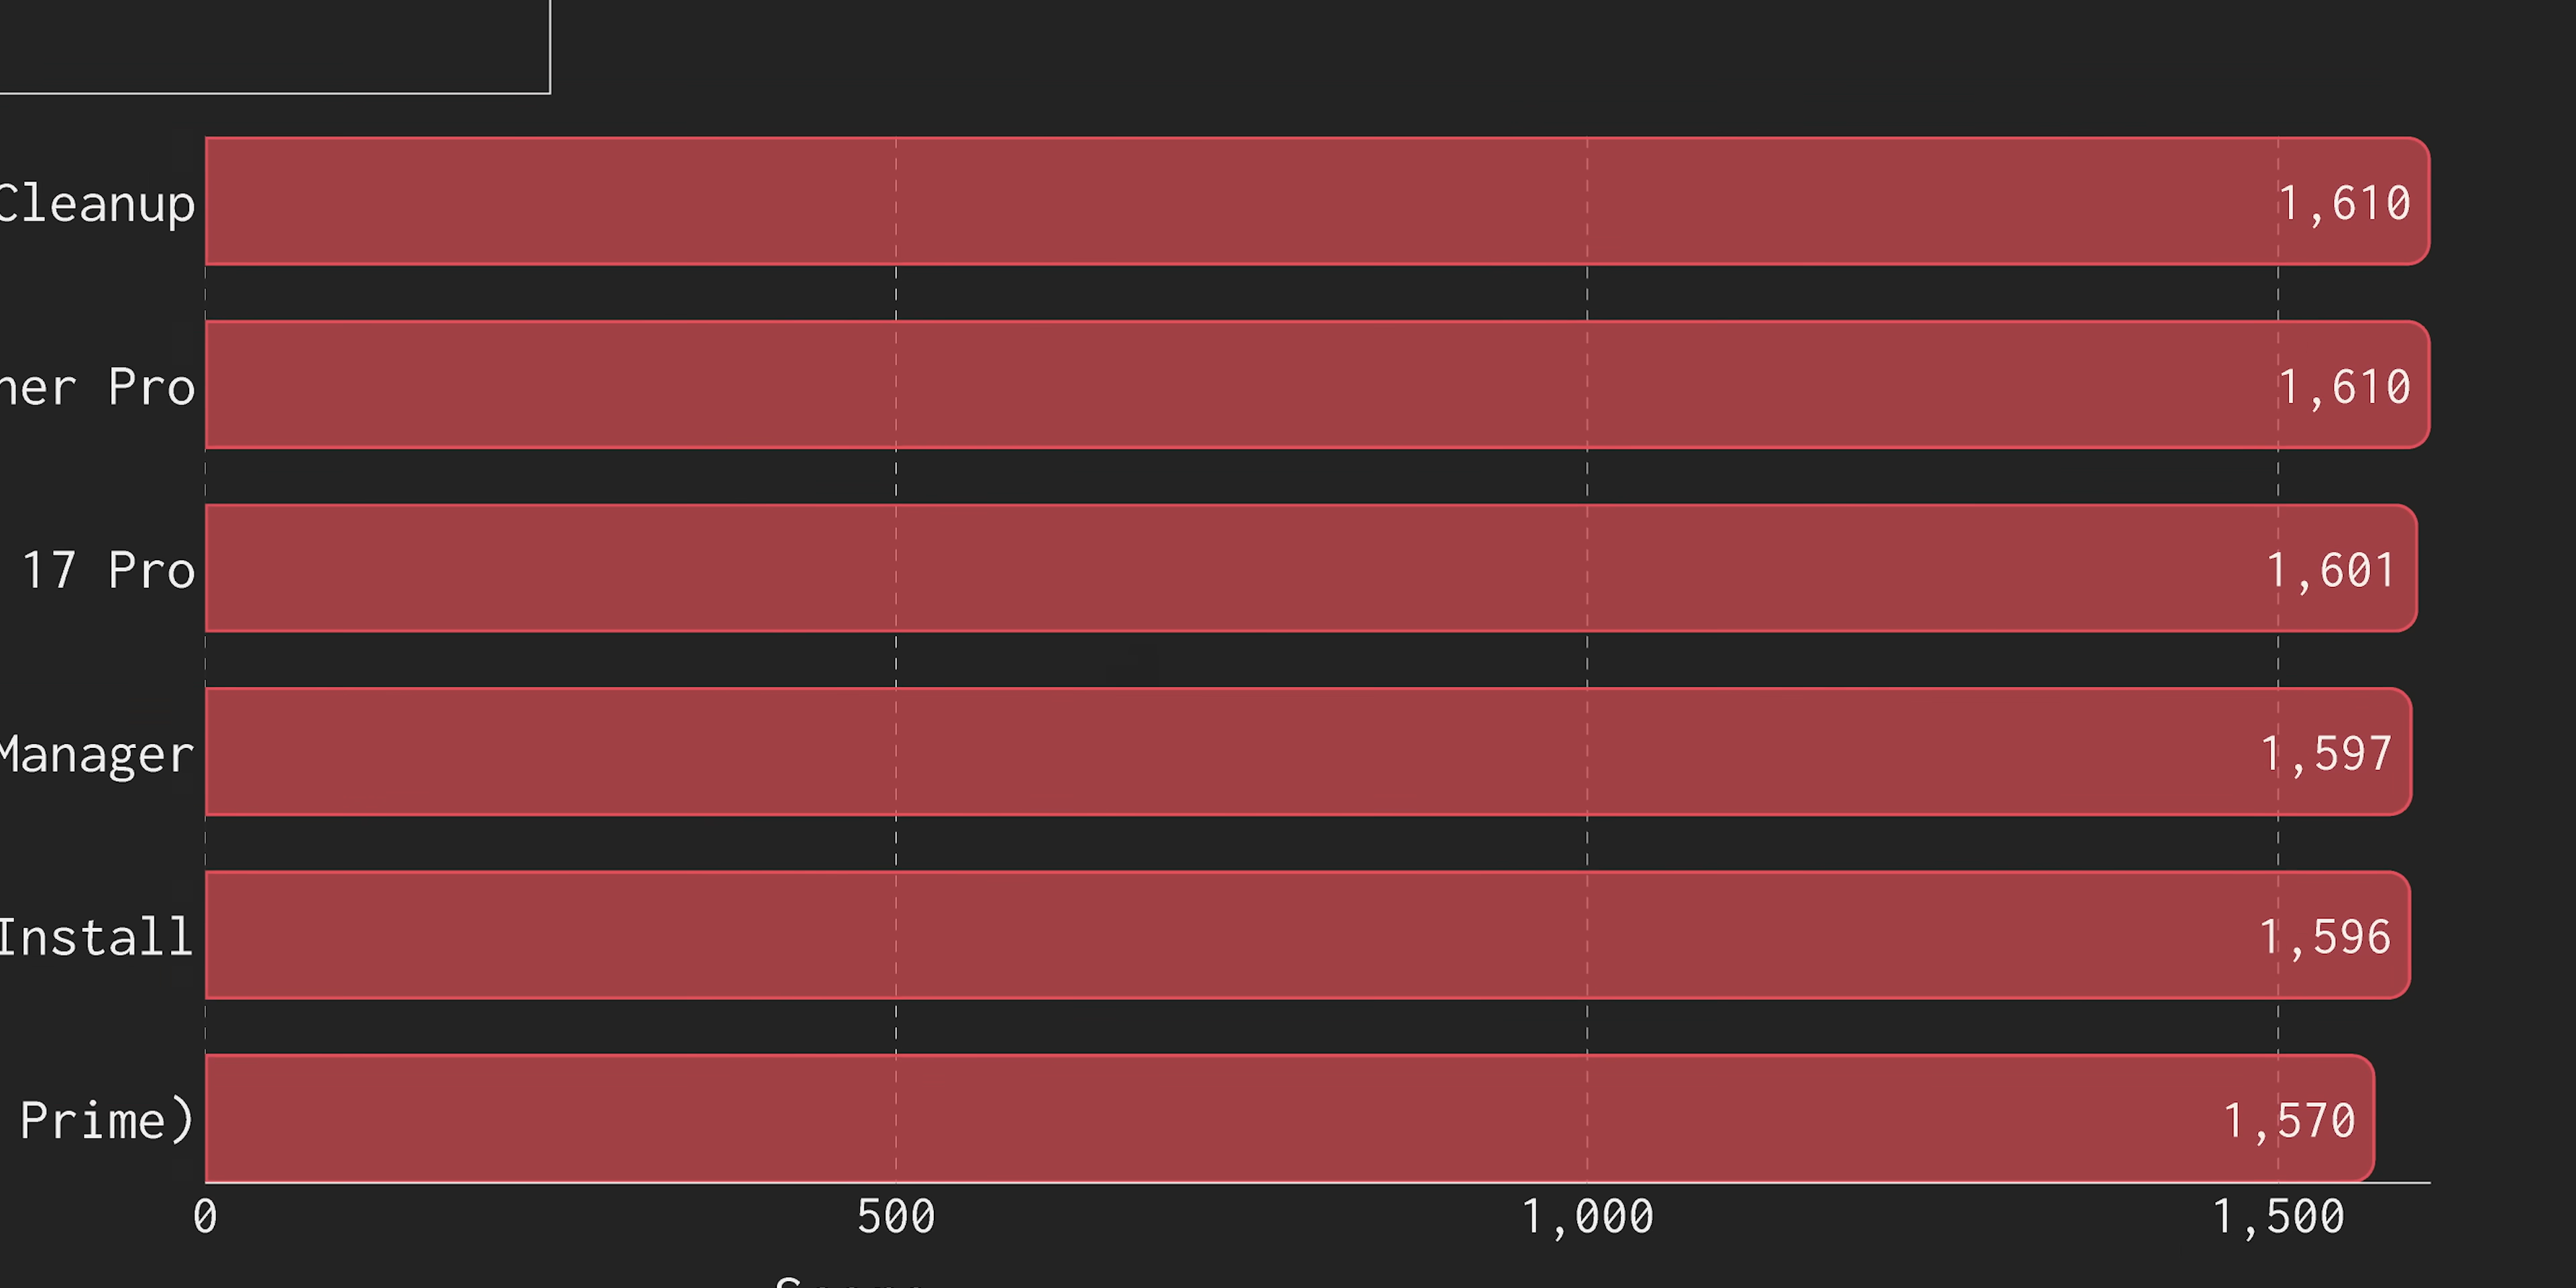 Cleanup 1,610
ner Pro 1,610
17 Pro 1,601
Manager 1,597
Install 1,596
Prime) 1,570
0 500 1,000 1,500